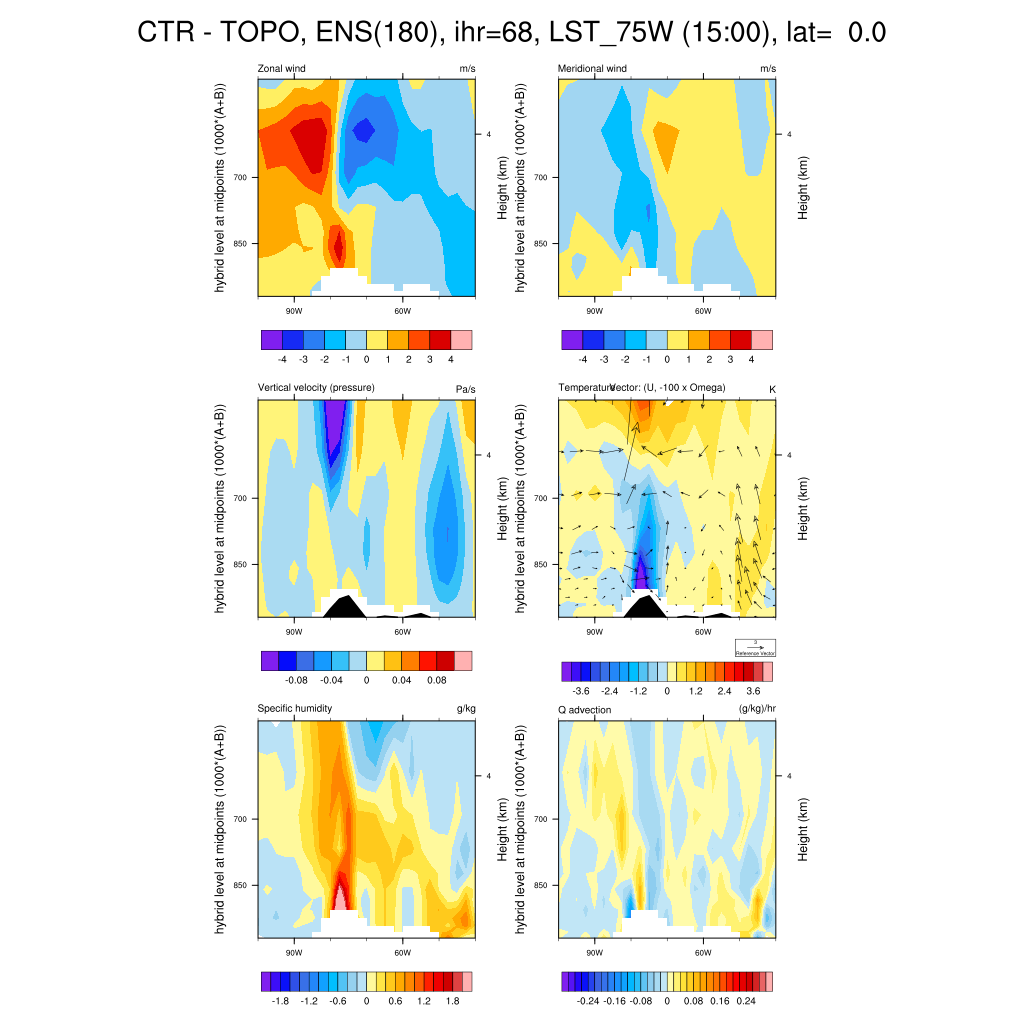 CTR - TOPO, ENS(180), ihr=68, LST_75W (15:00), lat=  0.0
Zonal wind
m/s
hybrid level at midpoints (1000*(A+B))
700
850
4
Height (km)
90W
60W
-4 -3 -2 -1 0 1 2 3 4
Meridional wind
m/s
hybrid level at midpoints (1000*(A+B))
700
850
4
Height (km)
90W
60W
-4 -3 -2 -1 0 1 2 3 4
Vertical velocity (pressure)
Pa/s
hybrid level at midpoints (1000*(A+B))
700
850
4
Height (km)
90W
60W
-0.08 -0.04 0 0.04 0.08
Temperature
Vector: (U, -100 x Omega)
K
hybrid level at midpoints (1000*(A+B))
700
850
4
Height (km)
90W
60W
3
Reference Vector
-3.6 -2.4 -1.2 0 1.2 2.4 3.6
Specific humidity
g/kg
hybrid level at midpoints (1000*(A+B))
700
850
4
Height (km)
90W
60W
-1.8 -1.2 -0.6 0 0.6 1.2 1.8
Q advection
(g/kg)/hr
hybrid level at midpoints (1000*(A+B))
700
850
4
Height (km)
90W
60W
-0.24 -0.16 -0.08 0 0.08 0.16 0.24